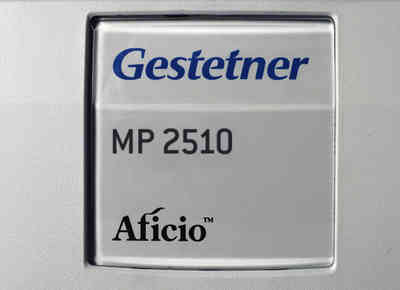 Gestetner
MP 2510
Aficio™